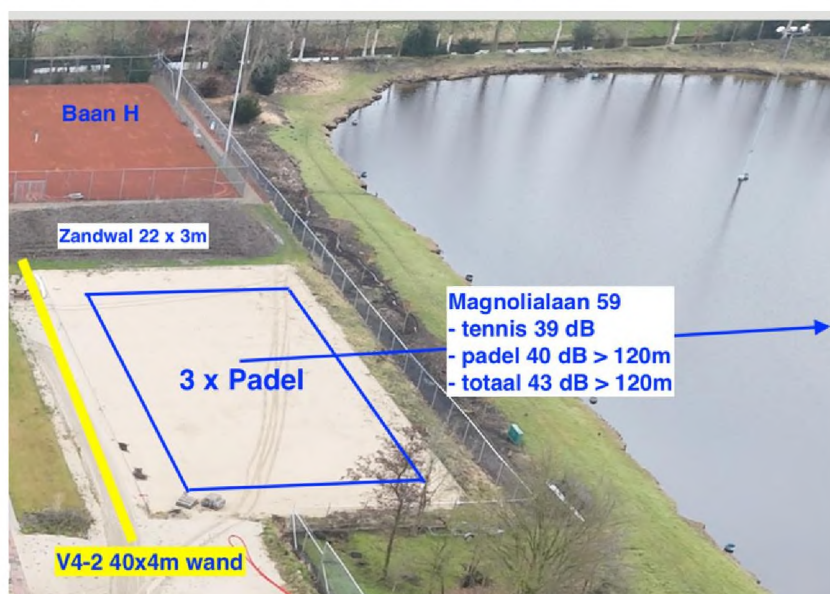 Baan H
Zandwal 22 x 3m
Magnolialaan 59
- tennis 39 dB
- padel 40 dB > 120m
- totaal 43 dB > 120m
3 x Padel
V4-2 40x4m wand